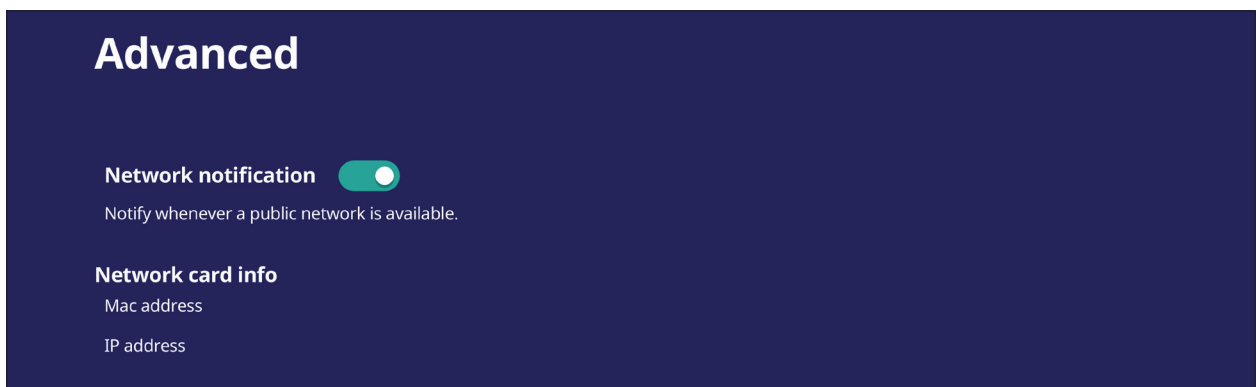 Advanced
Network notification
Notify whenever a public network is available.
Network card info
Mac address
IP address